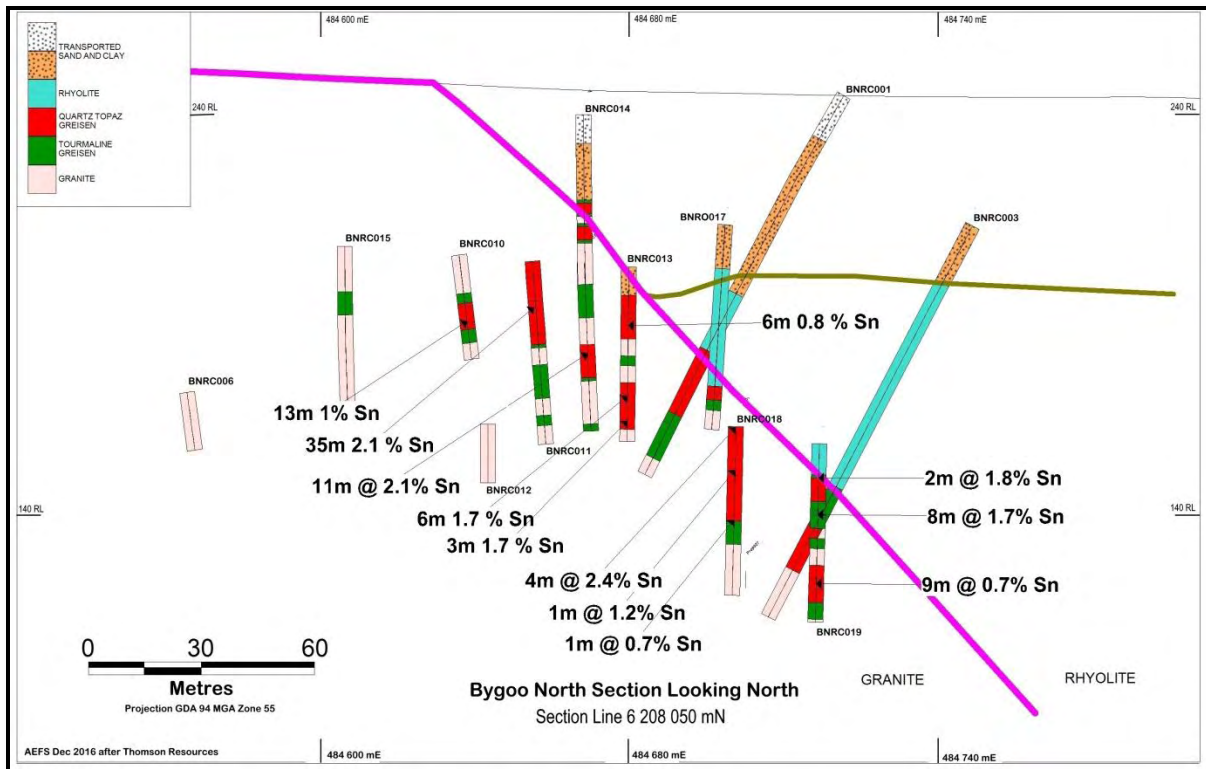 484 600 mE
484 680 mE
484 740 mE
TRANSPORTED
SAND AND CLAY
RHYOLITE
QUARTZ TOPAZ
GREISEN
TOURMALINE
GREISEN
GRANITE
240 RL
240 RL
BNRC001
BNRC014
BNRC003
BNRO017
BNRC015
BNRC010
BNRC013
6m 0.8 % Sn
BNRC006
13m 1% Sn
BNRC018
35m 2.1 % Sn
BNRC011
11m @ 2.1% Sn
BNRC012
2m @ 1.8% Sn
6m 1.7 % Sn
8m @ 1.7% Sn
140 RL
140 RL
3m 1.7 % Sn
4m @ 2.4% Sn
9m @ 0.7% Sn
1m @ 1.2% Sn
1m @ 0.7% Sn
BNRC019
0 30 60
Metres
Projection GDA 94 MGA Zone 55
Bygoo North Section Looking North
Section Line 6 208 050 mN
GRANITE
RHYOLITE
AEFS Dec 2016 after Thomson Resources
484 600 mE
484 680 mE
484 740 mE